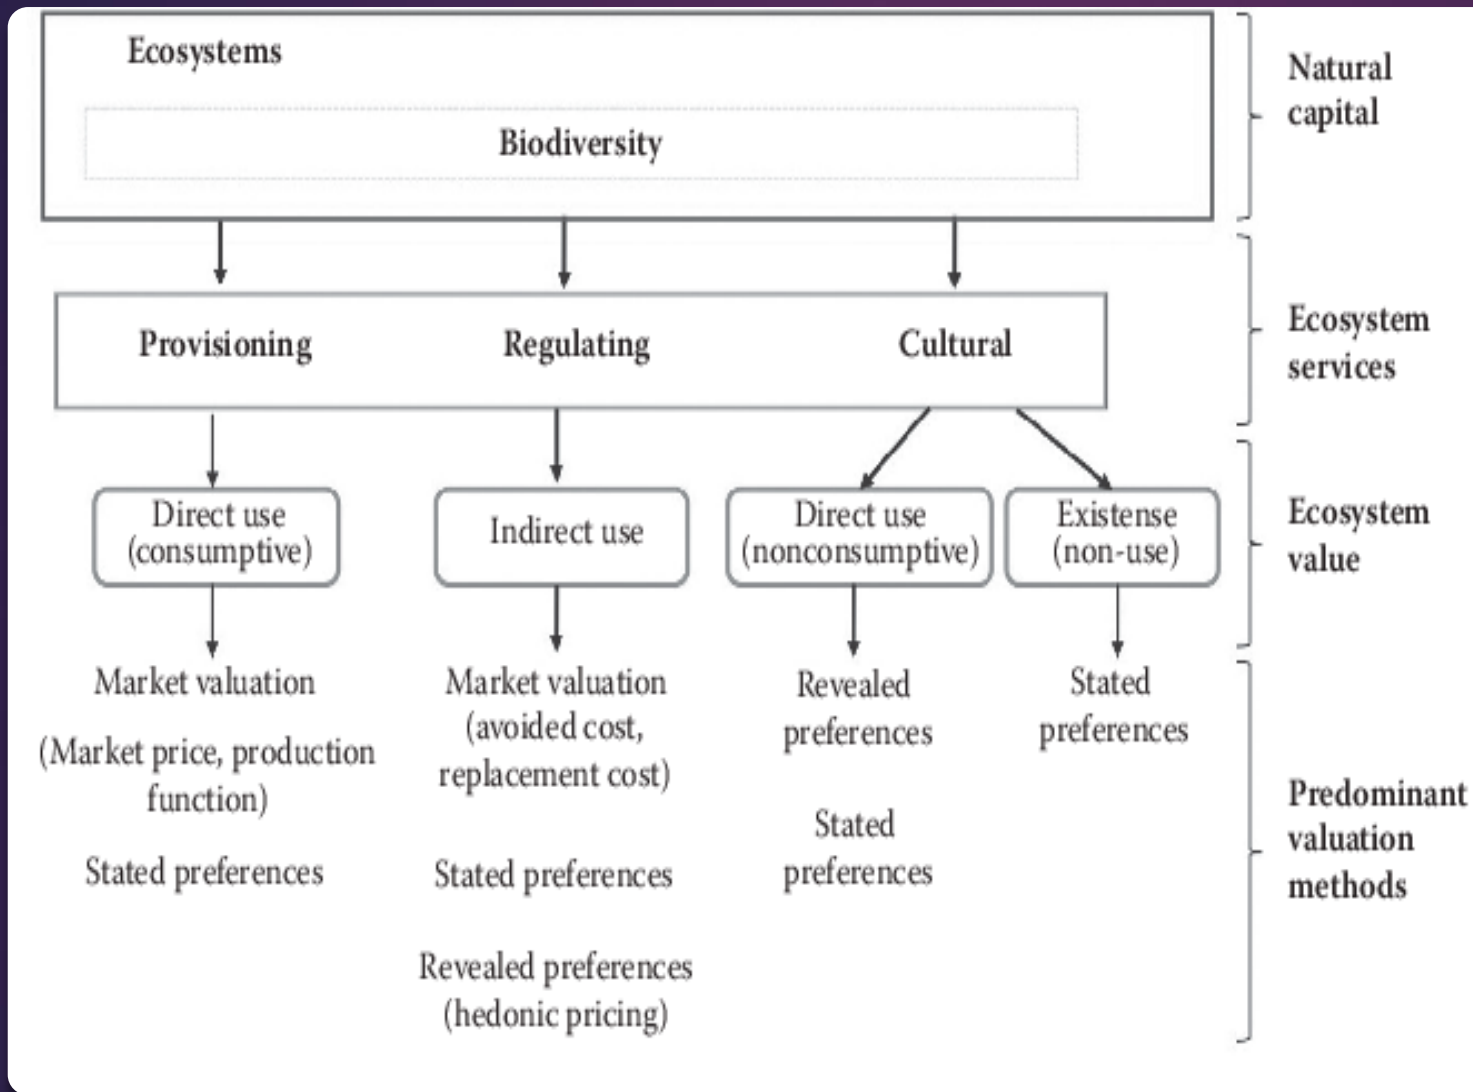 Ecosystems
Biodiversity
Natural
capital
Provisioning
Regulating
Cultural
Ecosystem
services
Direct use
(consumptive)
Indirect use
Direct use
(nonconsumptive)
Existense
(non-use)
Ecosystem
value
Market valuation
(Market price, production
function)
Stated preferences
Market valuation
(avoided cost,
replacement cost)
Stated preferences
Revealed preferences
(hedonic pricing)
Revealed
preferences
Stated
preferences
Stated
preferences
Predominant
valuation
methods